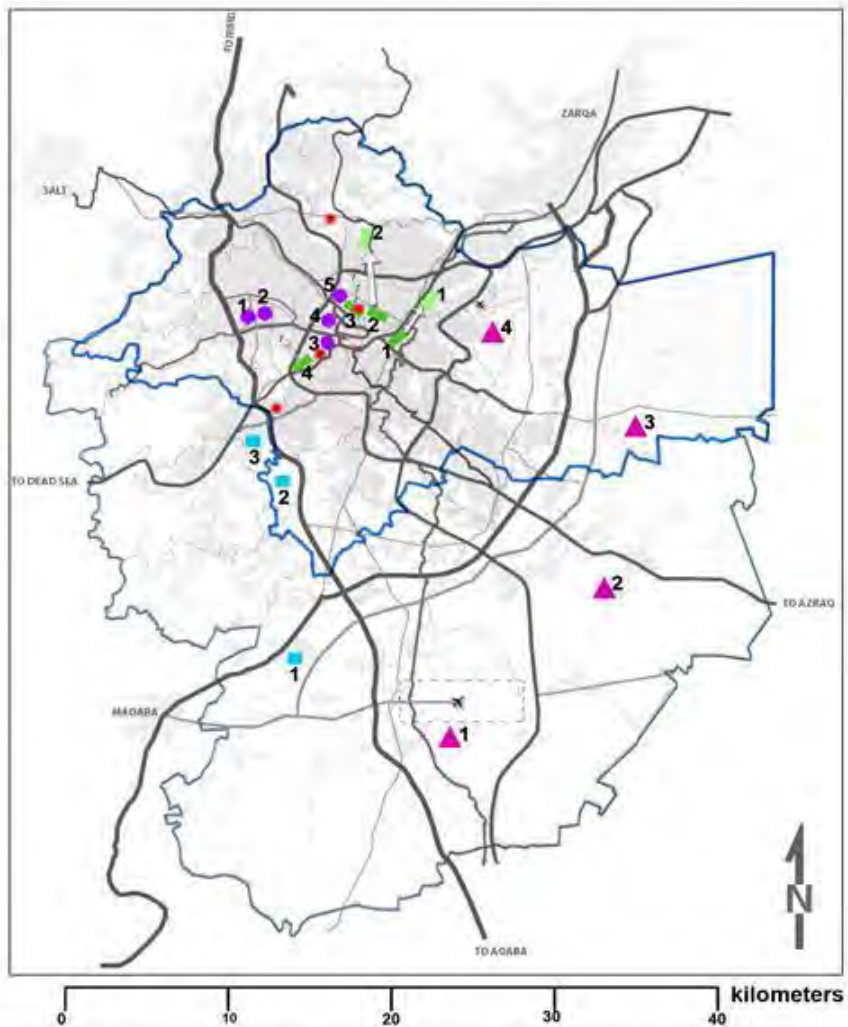 TO IRBID
ZARQA
SALT
2
1
5
1
2
4
3
2
4
3
1
4
3
3
TO DEAD SEA
2
2
TO AZRAQ
1
MADABA
1
N
TO AQABA
kilometers
0
10
20
30
40